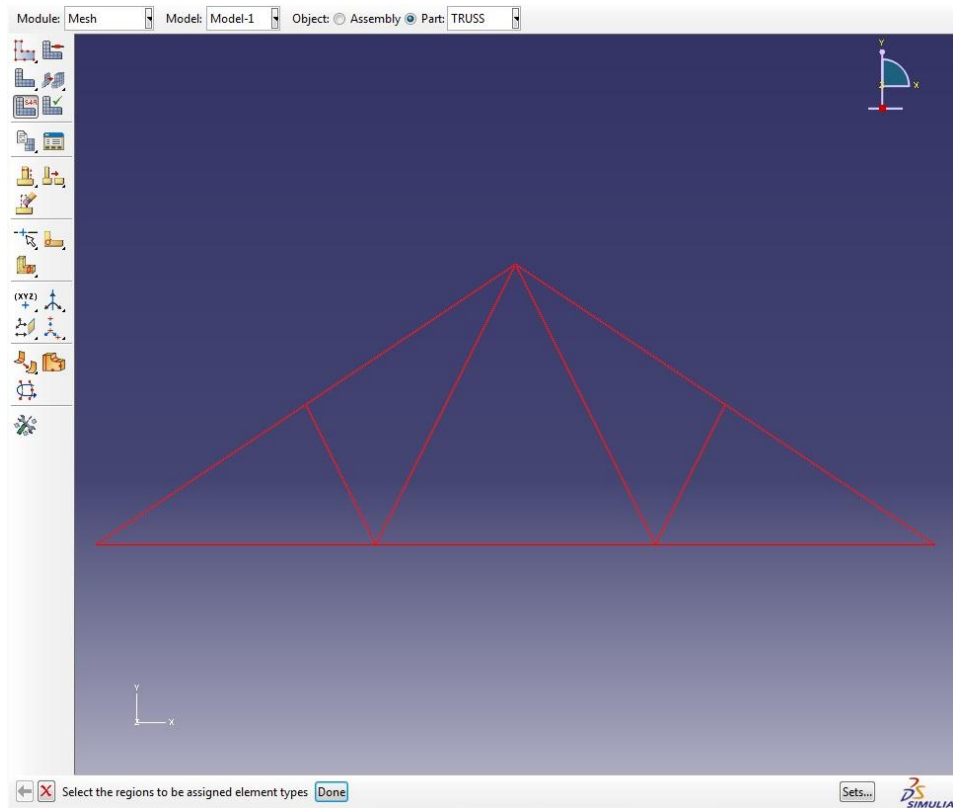 Module: Mesh Model: Model-1 Object: Assembly Part: TRUSS
Y
Z X
S4R
(XYZ)
Y
Z X
Select the regions to be assigned element types Done Sets...
SIMULIA